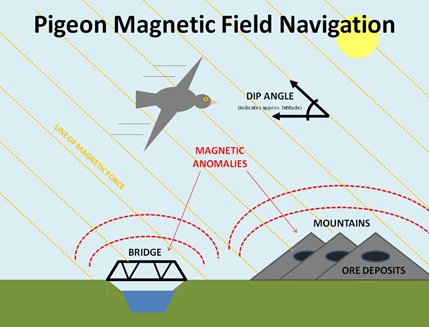 Pigeon Magnetic Field Navigation
DIP ANGLE
(Indicates approx. latitude)
LINE OF MAGNETIC FORCE
MAGNETIC
ANOMALIES
MOUNTAINS
BRIDGE
ORE DEPOSITS